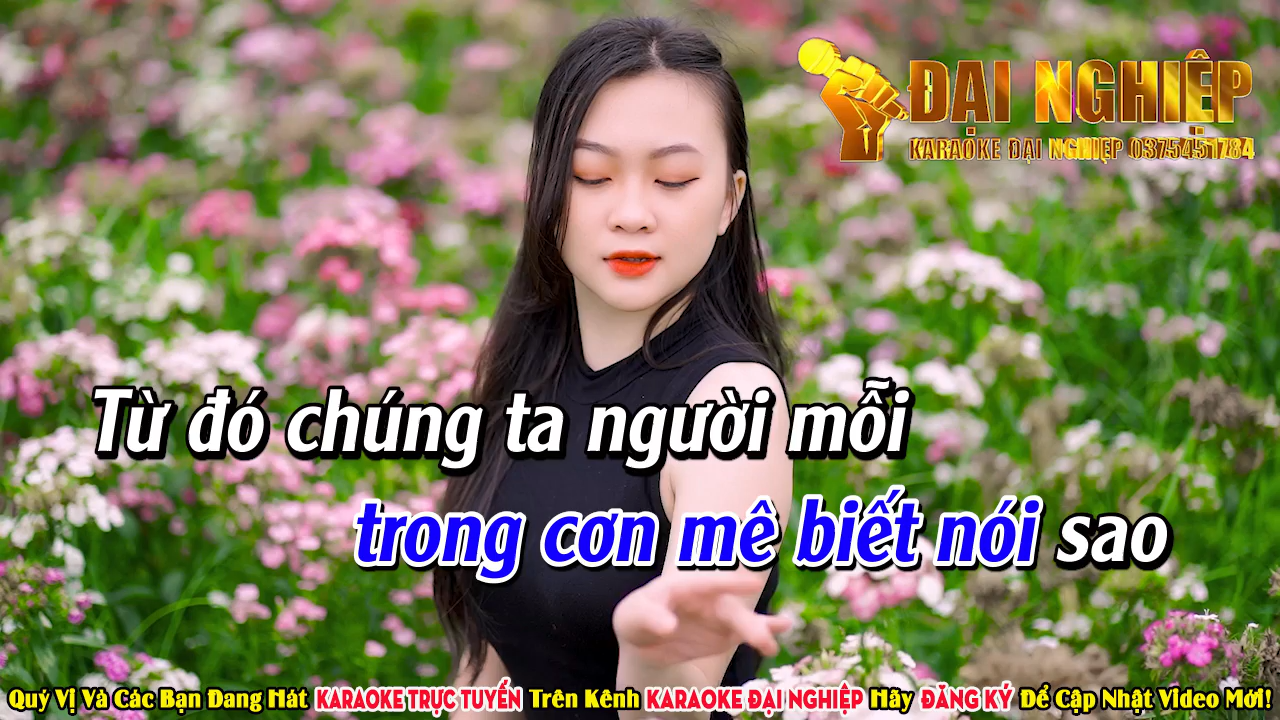 ĐẠI NGHIỆP
KARAOKE ĐẠI NGHIỆP 0375451784
Từ đó chúng ta người mỗi
trong cơn mê biết nói sao
Quý Vị Và Các Bạn Đang Hát KARAOKE TRỰC TUYẾN Trên Kênh KARAOKE ĐẠI NGHIỆP Hãy ĐĂNG KÝ Để Cập Nhật Video Mới!